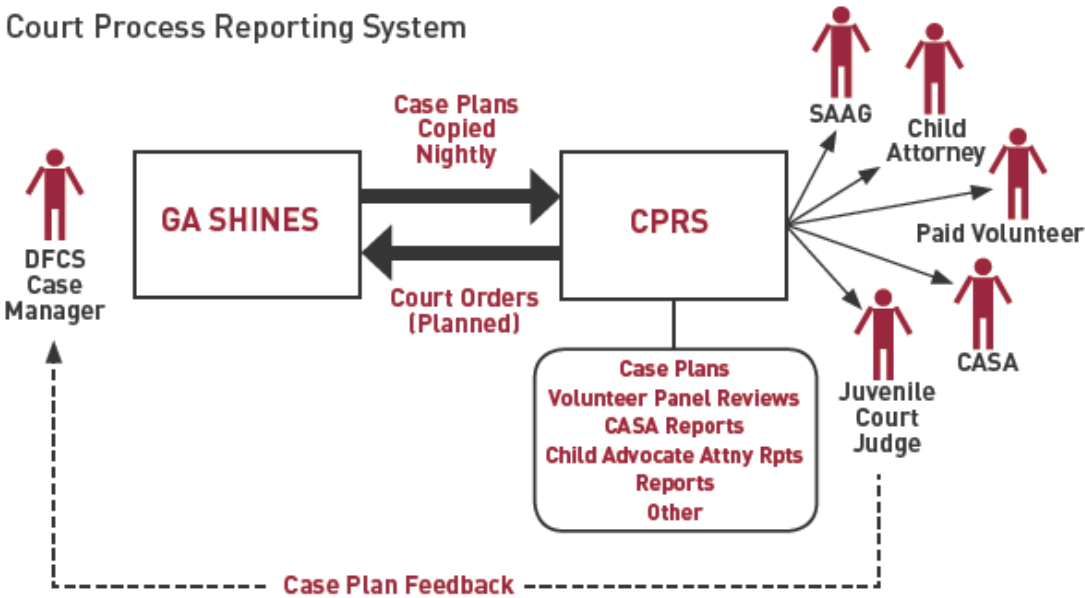 Court Process Reporting System
DFCS
Case
Manager
GA SHINES
Case Plans
Copied
Nightly
Court Orders
(Planned)
CPRS
Case Plans
Volunteer Panel Reviews
CASA Reports
Child Advocate Attny Rpts
Reports
Other
SAAG
Child
Attorney
Paid Volunteer
CASA
Juvenile
Court
Judge
Case Plan Feedback